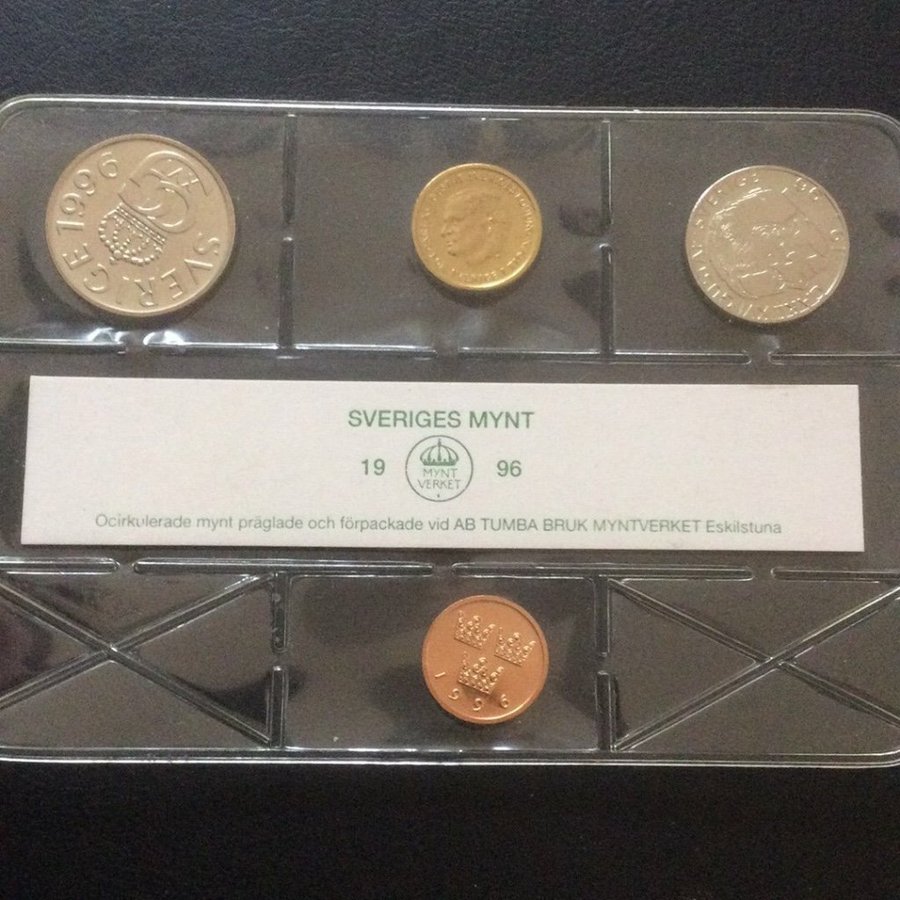 SVERIGE 1996
SVERIGES MYNT
19 MYNT VERKET 96
Ocirkulerade mynt präglade och förpackade vid AB TUMBA BRUK MYNTVERKET Eskilstuna
1996